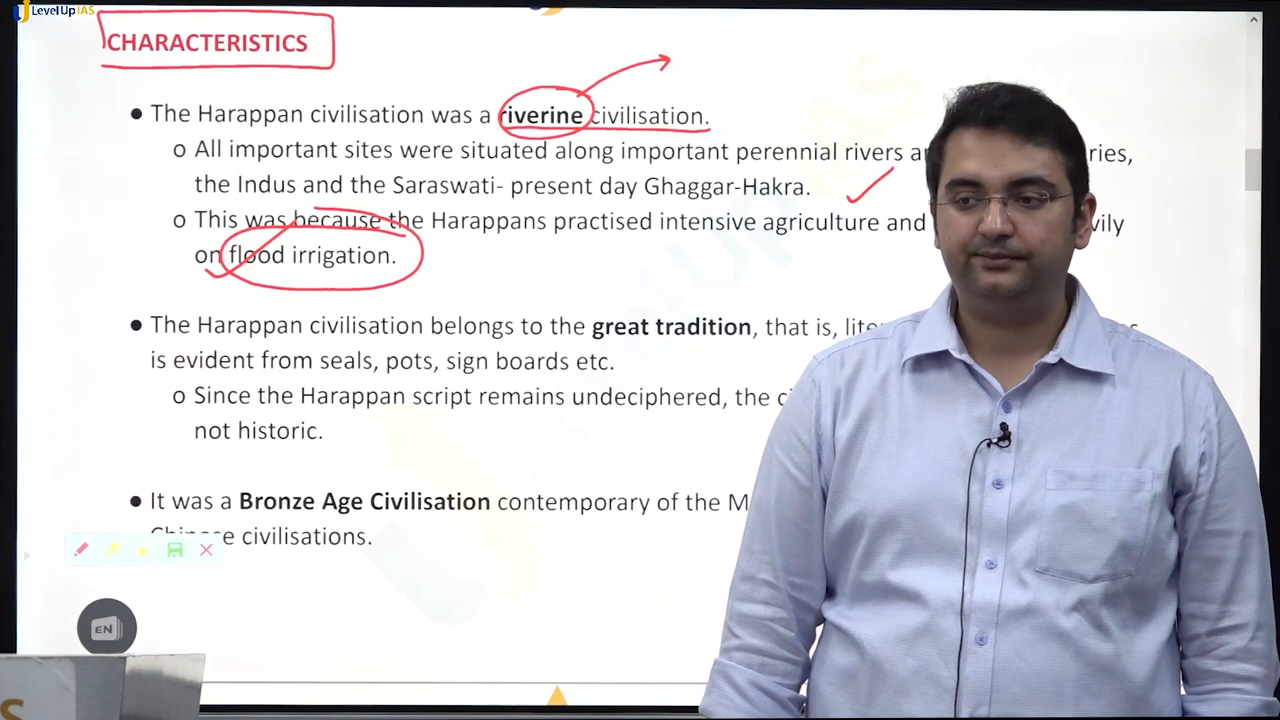 LevelUp IAS
CHARACTERISTICS
● The Harappan civilisation was a riverine civilisation.
o All important sites were situated along important perennial rivers
the Indus and the Saraswati- present day Ghaggar-Hakra.
o This was because the Harappans practised intensive agriculture and
on flood irrigation.
● The Harappan civilisation belongs to the great tradition, that is,
is evident from seals, pots, sign boards etc.
o Since the Harappan script remains undeciphered, the
not historic.
● It was a Bronze Age Civilisation contemporary of the
Chinese civilisations.
EN